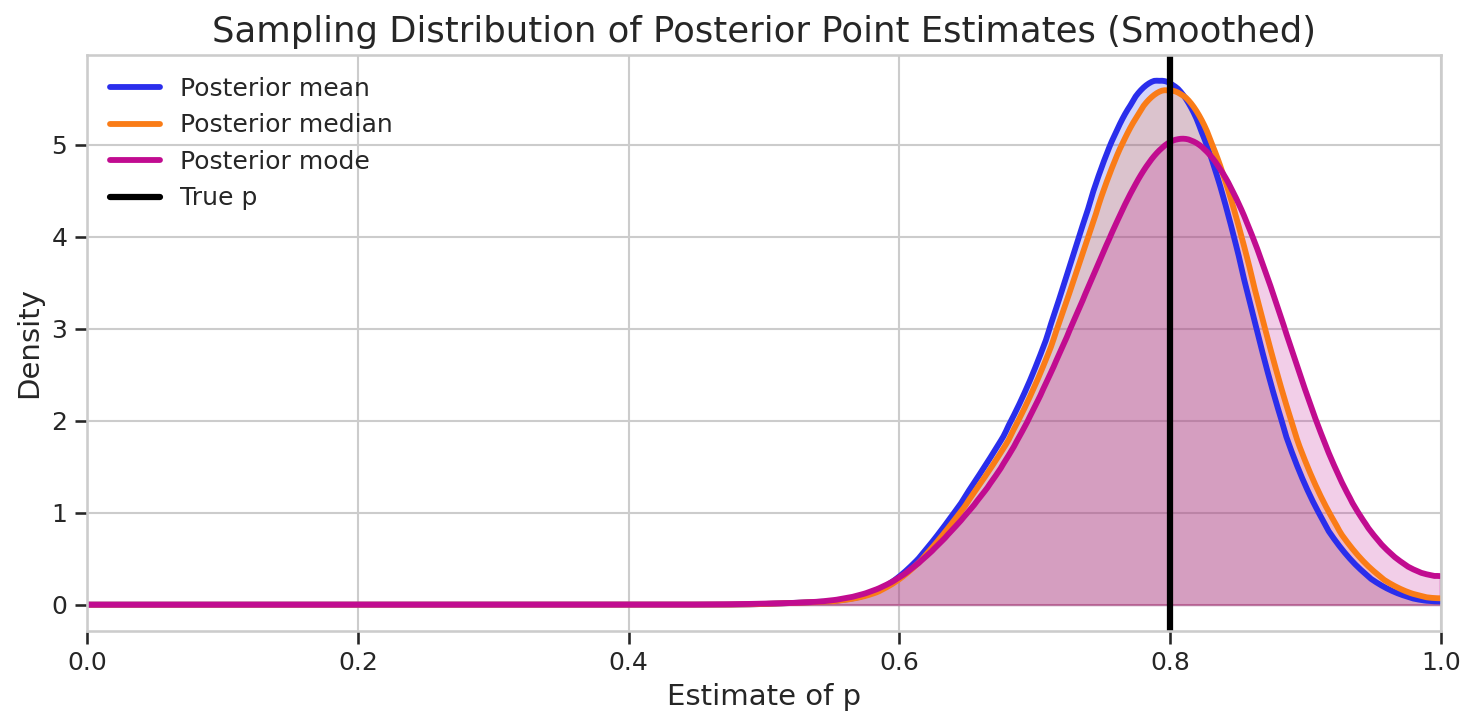 Sampling Distribution of Posterior Point Estimates (Smoothed)
Posterior mean
Posterior median
Posterior mode
True p
5
4
3
2
1
0
Density
0.0 0.2 0.4 0.6 0.8 1.0
Estimate of p